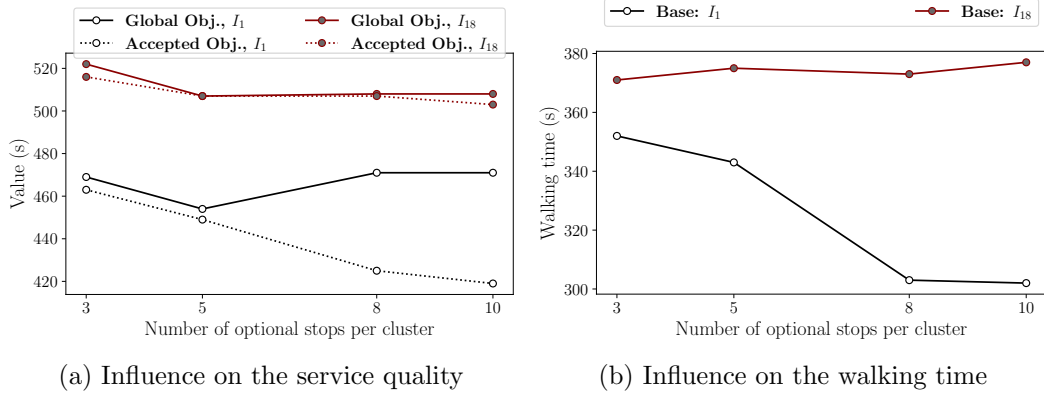 Global Obj., I1 Global Obj., I18
Accepted Obj., I1 Accepted Obj., I18
520
500
480
460
440
420
Value (s)
3 5 8 10
Number of optional stops per cluster
(a) Influence on the service quality
Base: I1 Base: I18
380
360
340
320
300
Walking time (s)
3 5 8 10
Number of optional stops per cluster
(b) Influence on the walking time